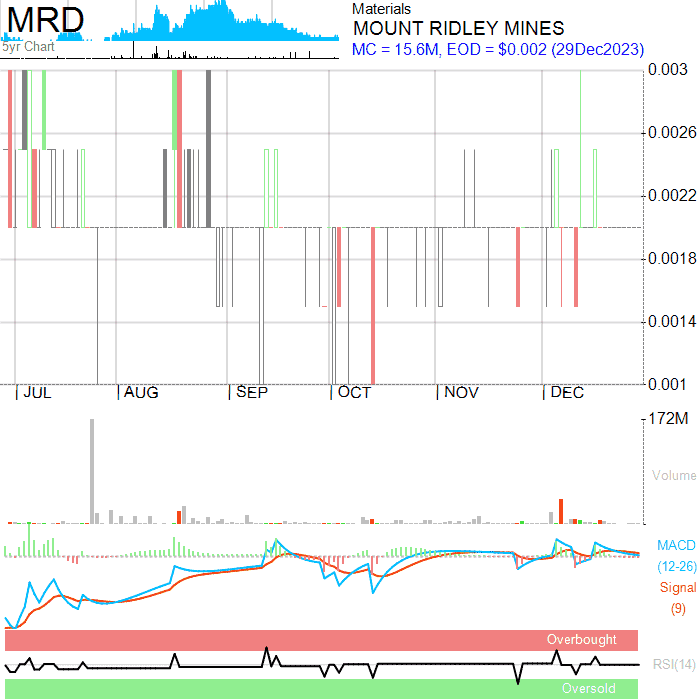 MRD
5yr Chart
Materials
MOUNT RIDLEY MINES
MC = 15.6M, EOD = $0.002 (29Dec2023)
0.003
0.0026
0.0022
0.0018
0.0014
0.001
JUL AUG SEP OCT NOV DEC
172M
Volume
MACD
(12-26)
Signal
(9)
Overbought
RSI(14)
Oversold